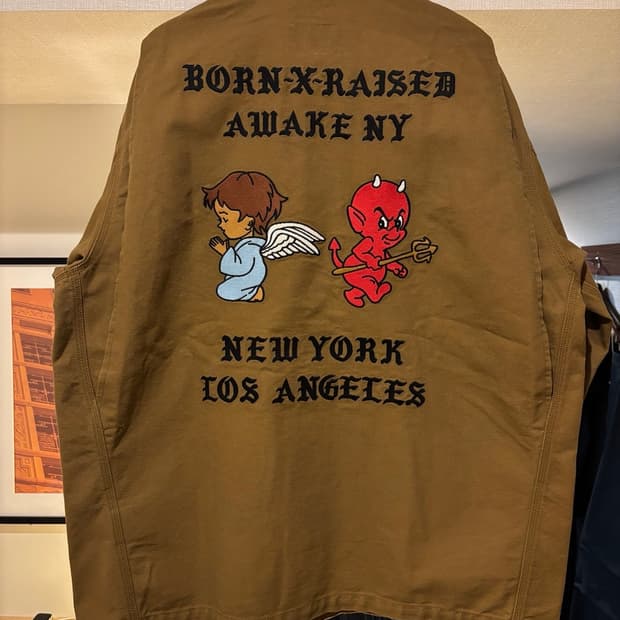 BORN-X-RAISED
AWAKE NY
NEW YORK
LOS ANGELES